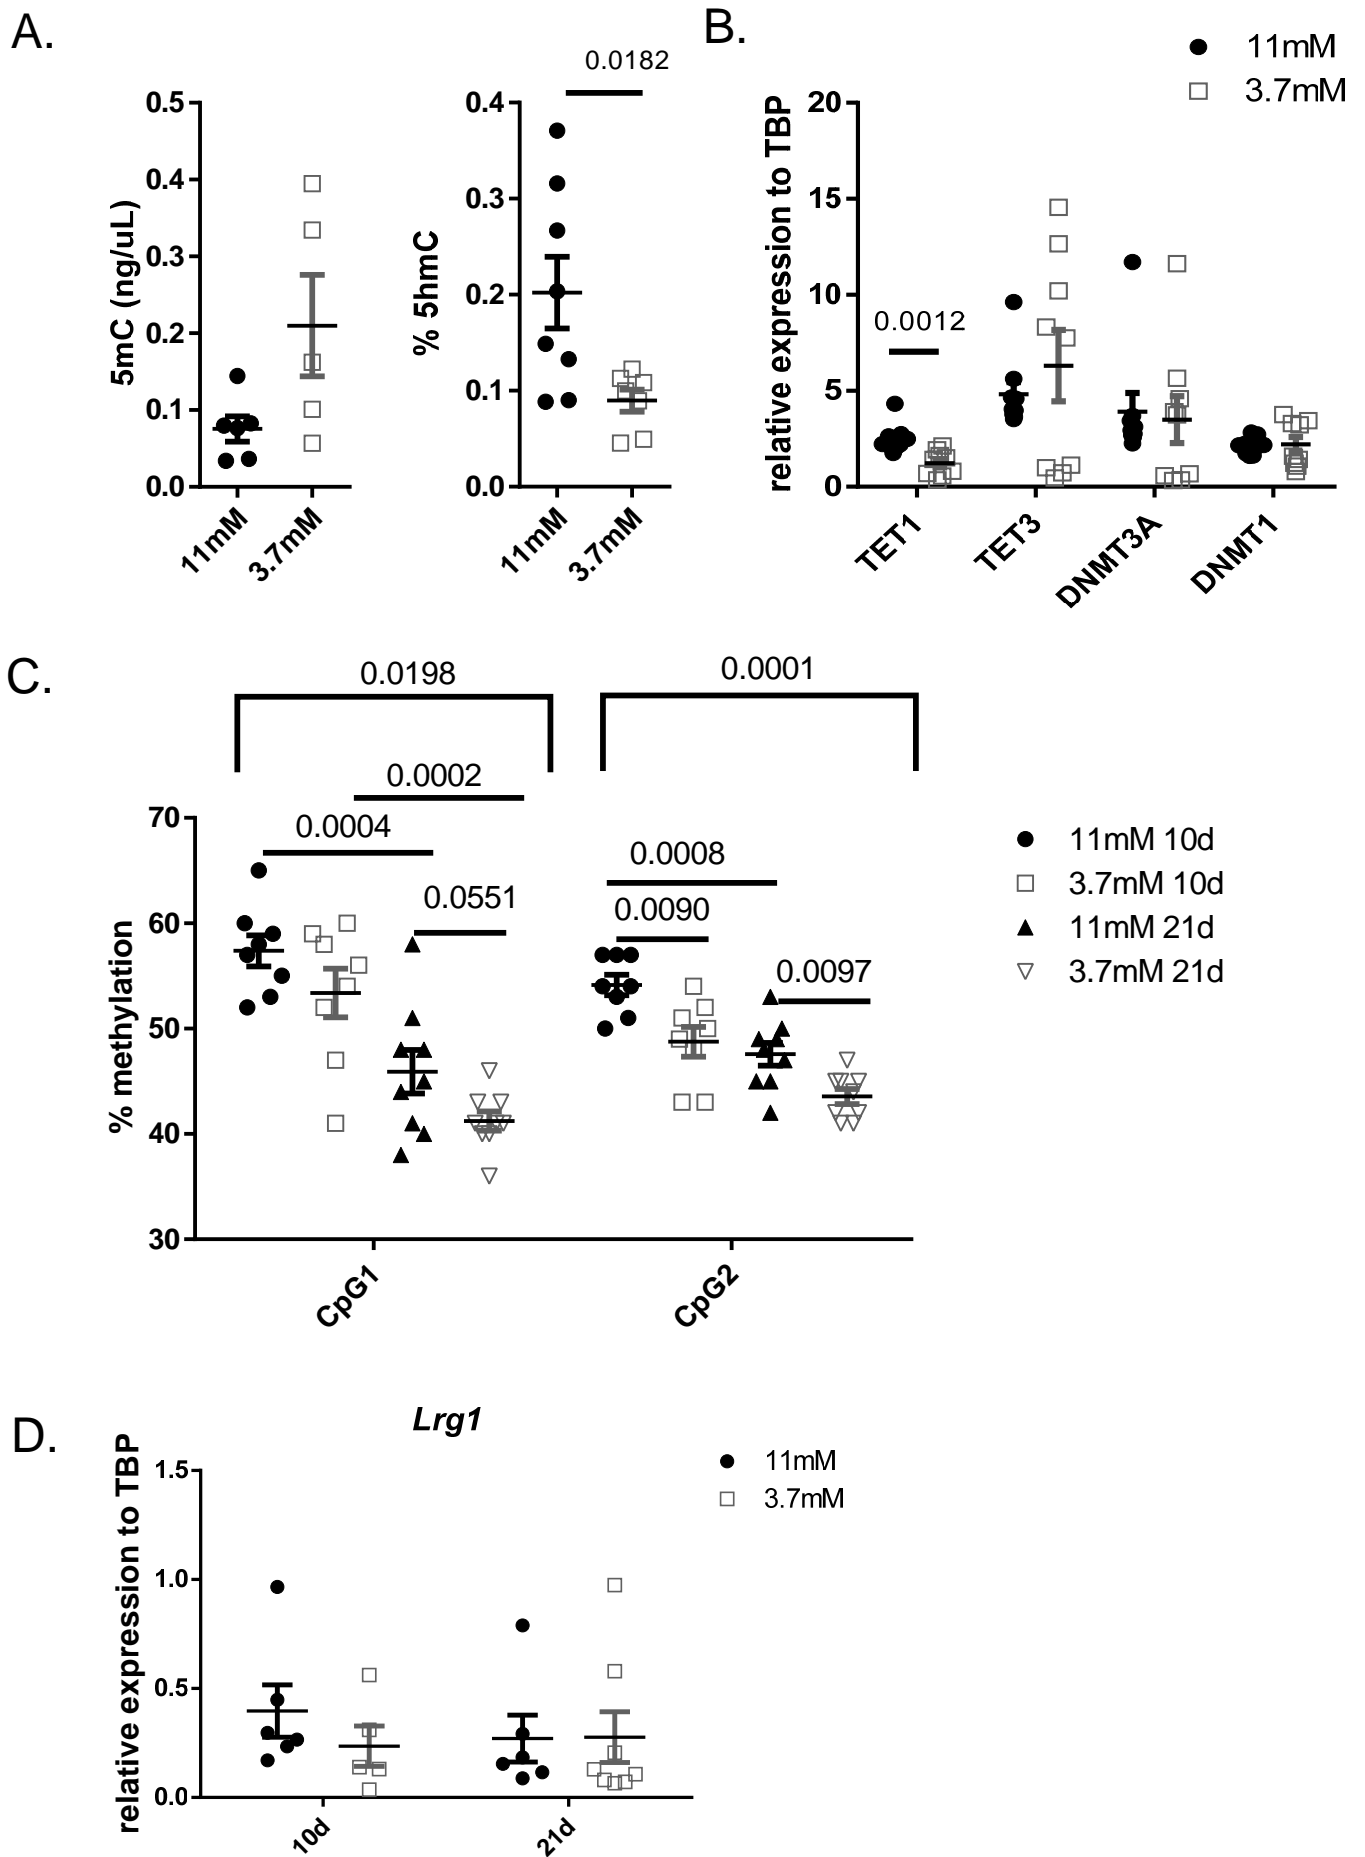 A.
0.5
0.4
0.3
0.2
0.1
0.0
5mC (ng/uL)
11mM
3.7mM
0.0182
0.4
0.3
0.2
0.1
0.0
% 5hmC
11mM
3.7mM
B.
11mM
3.7mM
20
15
10
5
0
relative expression to TBP
0.0012
TET1
TET3
DNMT3A
DNMT1
C.
0.0198
0.0001
0.0002
0.0004
0.0551
0.0008
0.0090
0.0097
70
60
50
40
30
% methylation
CpG1
CpG2
11mM 10d
3.7mM 10d
11mM 21d
3.7mM 21d
D.
Lrg1
1.5
1.0
0.5
0.0
relative expression to TBP
10d
21d
11mM
3.7mM